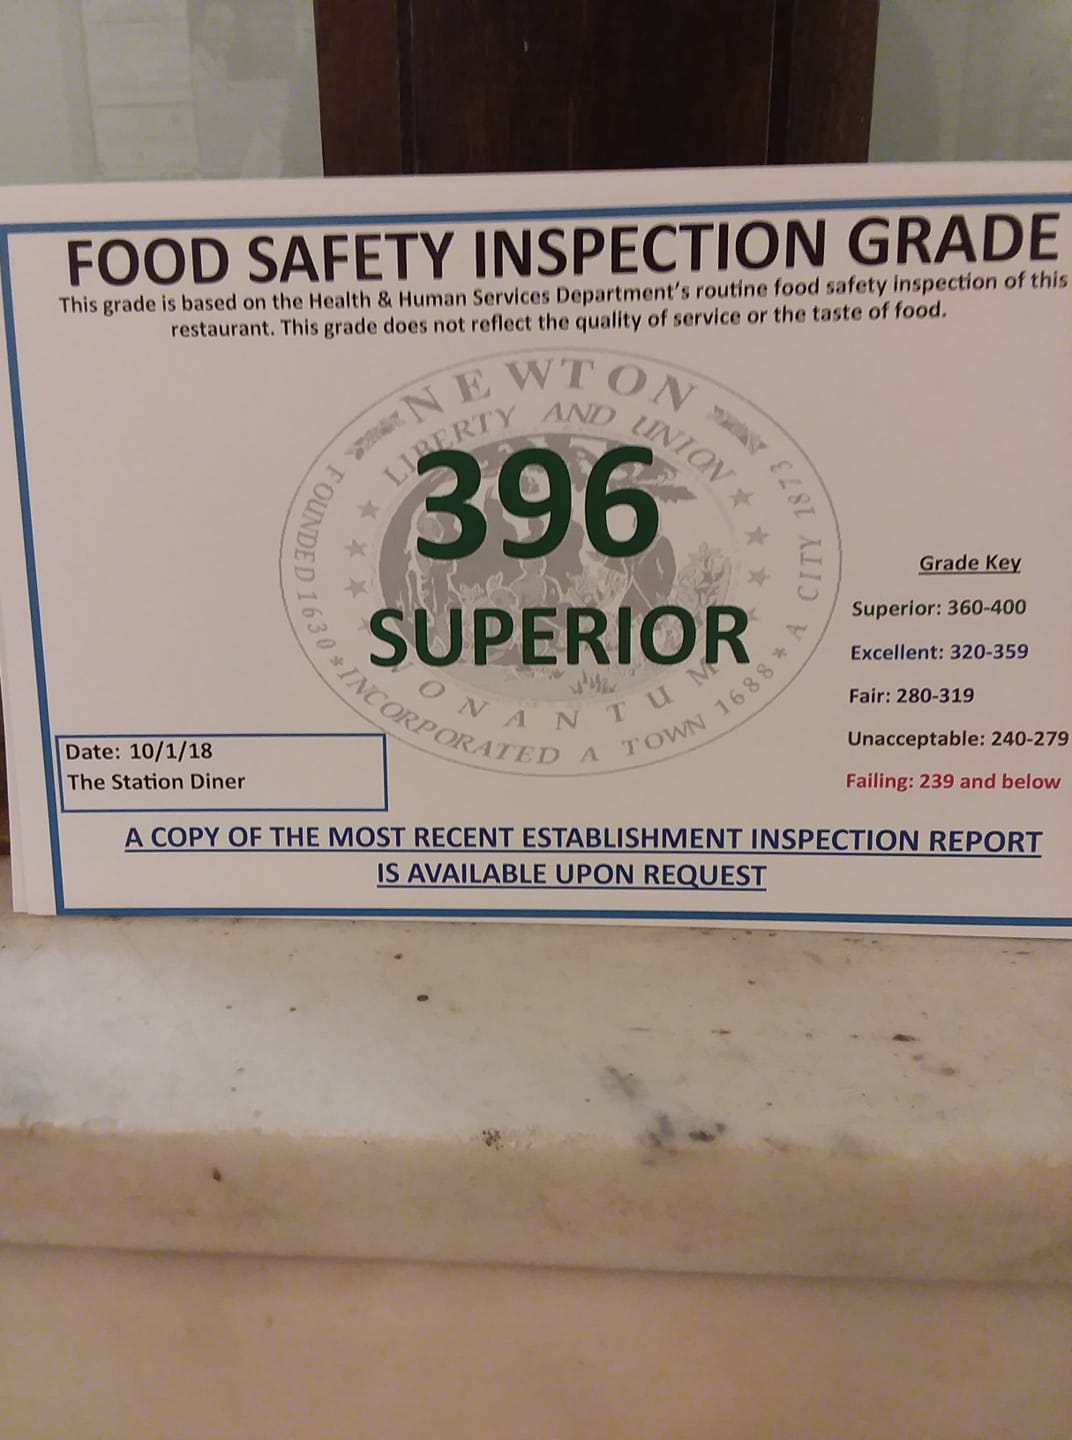 FOOD SAFETY INSPECTION GRADE
This grade is based on the Health & Human Services Department's routine food safety inspection of this
restaurant. This grade does not reflect the quality of service or the taste of food.
NEWTON
LIBERTY AND UNION
FOUNDED 1630 * INCORPORATED A TOWN 1688 * A CITY 1873
NONANTUM
396
SUPERIOR
Grade Key
Superior: 360-400
Excellent: 320-359
Fair: 280-319
Unacceptable: 240-279
Failing: 239 and below
Date: 10/1/18
The Station Diner
A COPY OF THE MOST RECENT ESTABLISHMENT INSPECTION REPORT
IS AVAILABLE UPON REQUEST